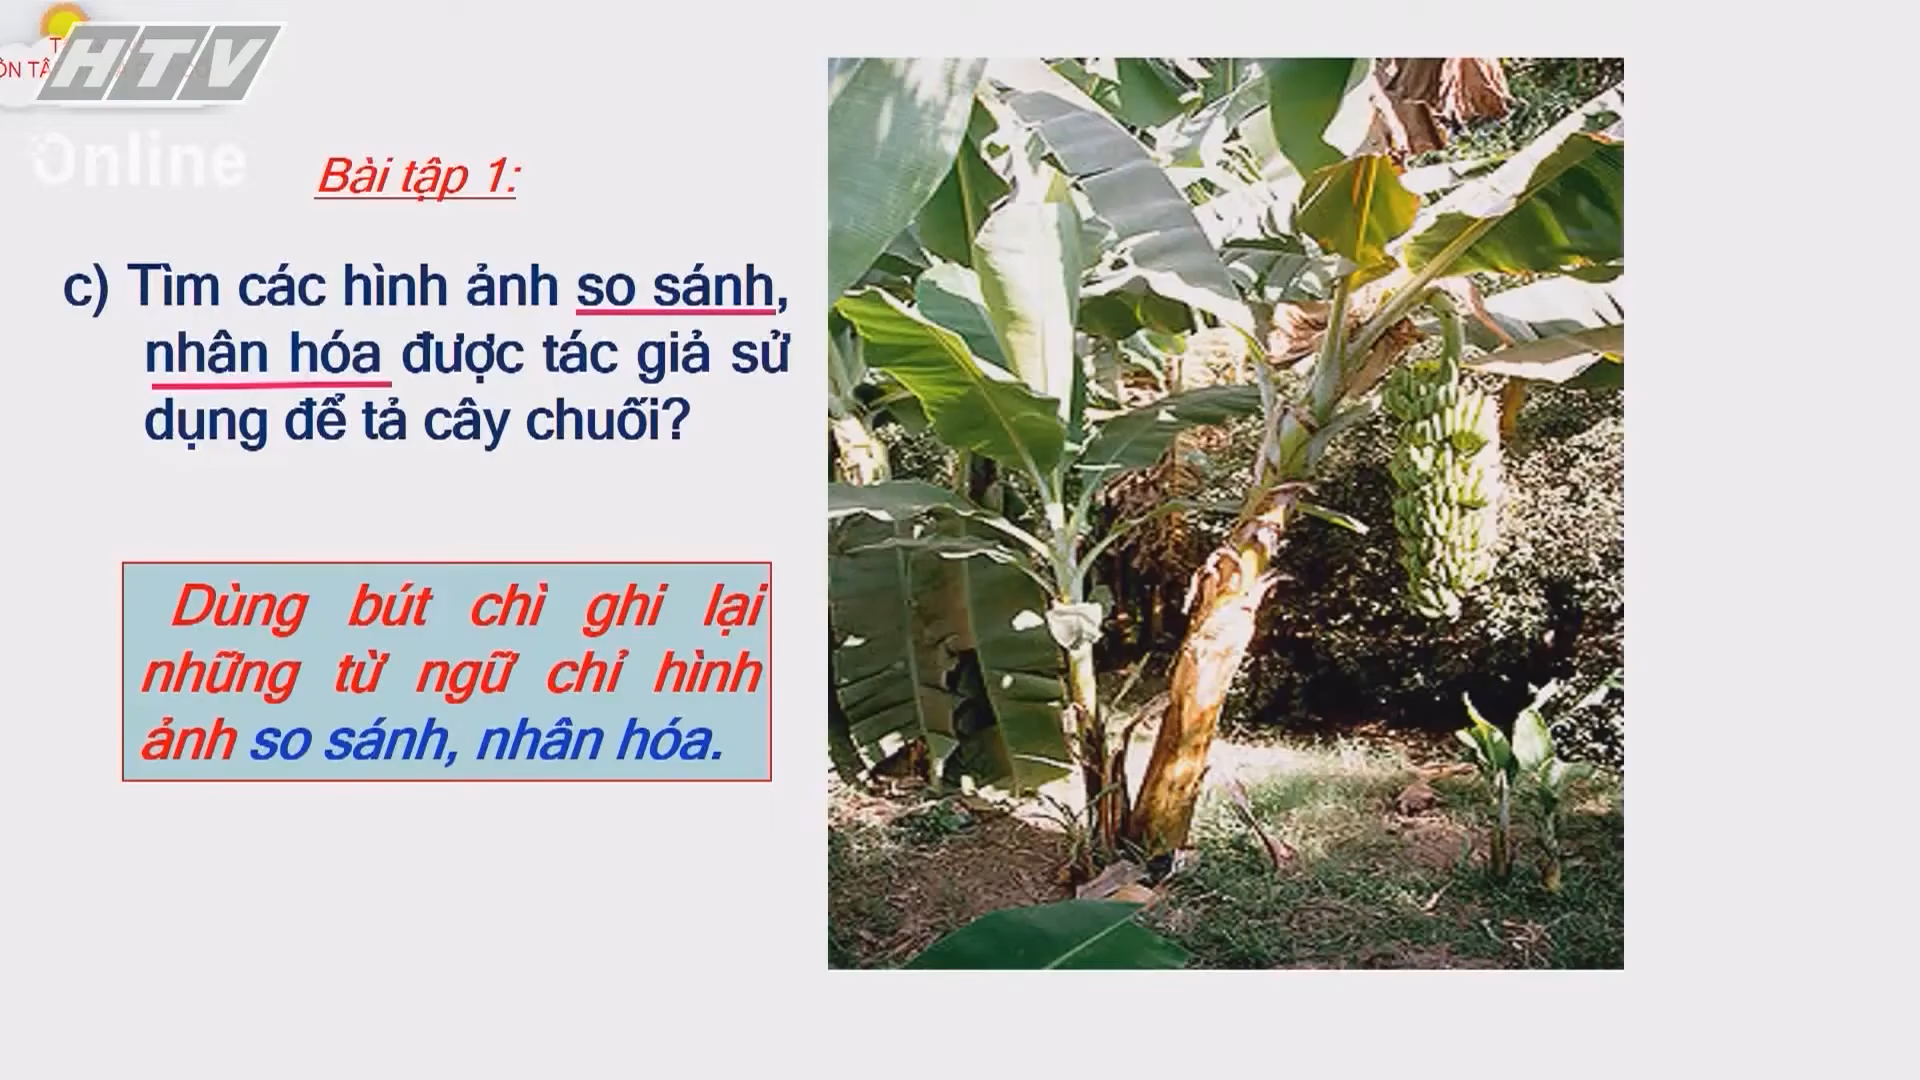 HTV
Online
Bài tập 1:
c) Tìm các hình ảnh so sánh,
nhân hóa được tác giả sử
dụng để tả cây chuối?
Dùng bút chì ghi lại
những từ ngữ chỉ hình
ảnh so sánh, nhân hóa.